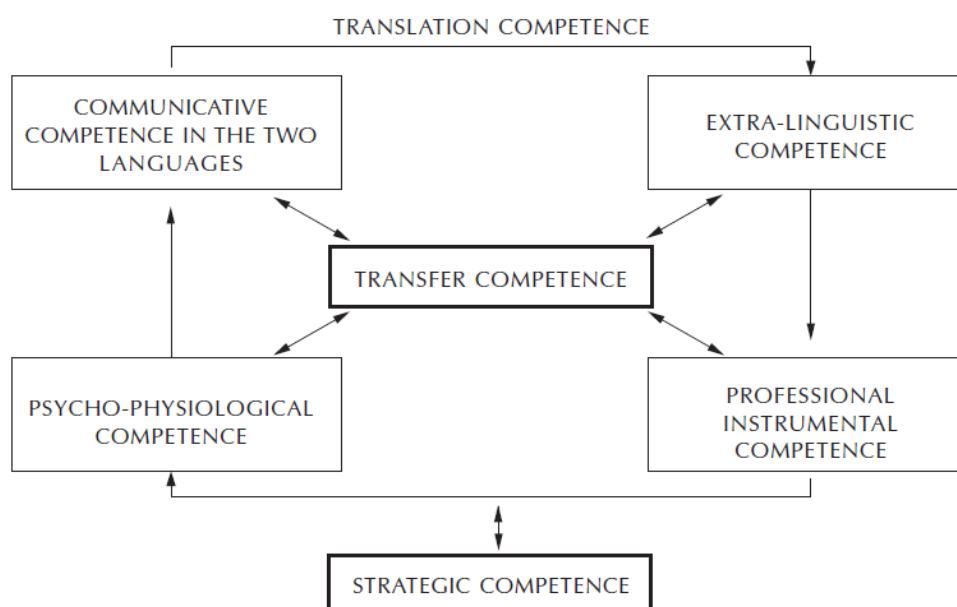 TRANSLATION COMPETENCE
COMMUNICATIVE
COMPETENCE IN THE TWO
LANGUAGES
EXTRA-LINGUISTIC
COMPETENCE
TRANSFER COMPETENCE
PSYCHO-PHYSIOLOGICAL
COMPETENCE
PROFESSIONAL
INSTRUMENTAL
COMPETENCE
STRATEGIC COMPETENCE